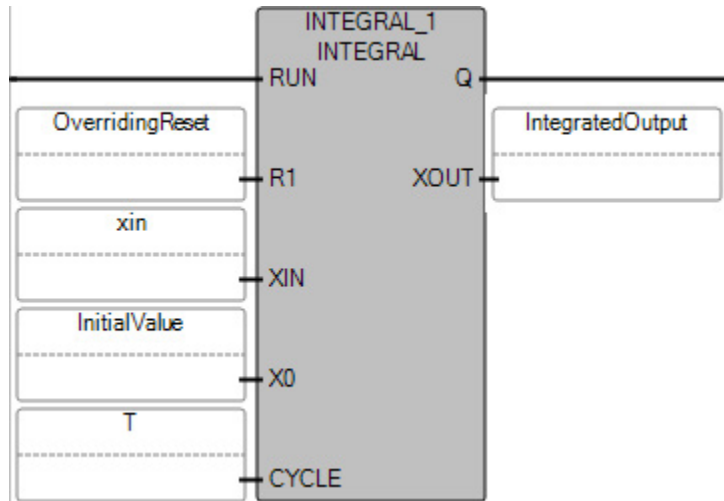 INTEGRAL_1
INTEGRAL
RUN Q
OverridingReset IntegratedOutput
R1 XOUT
xin
XIN
InitialValue
X0
T
CYCLE